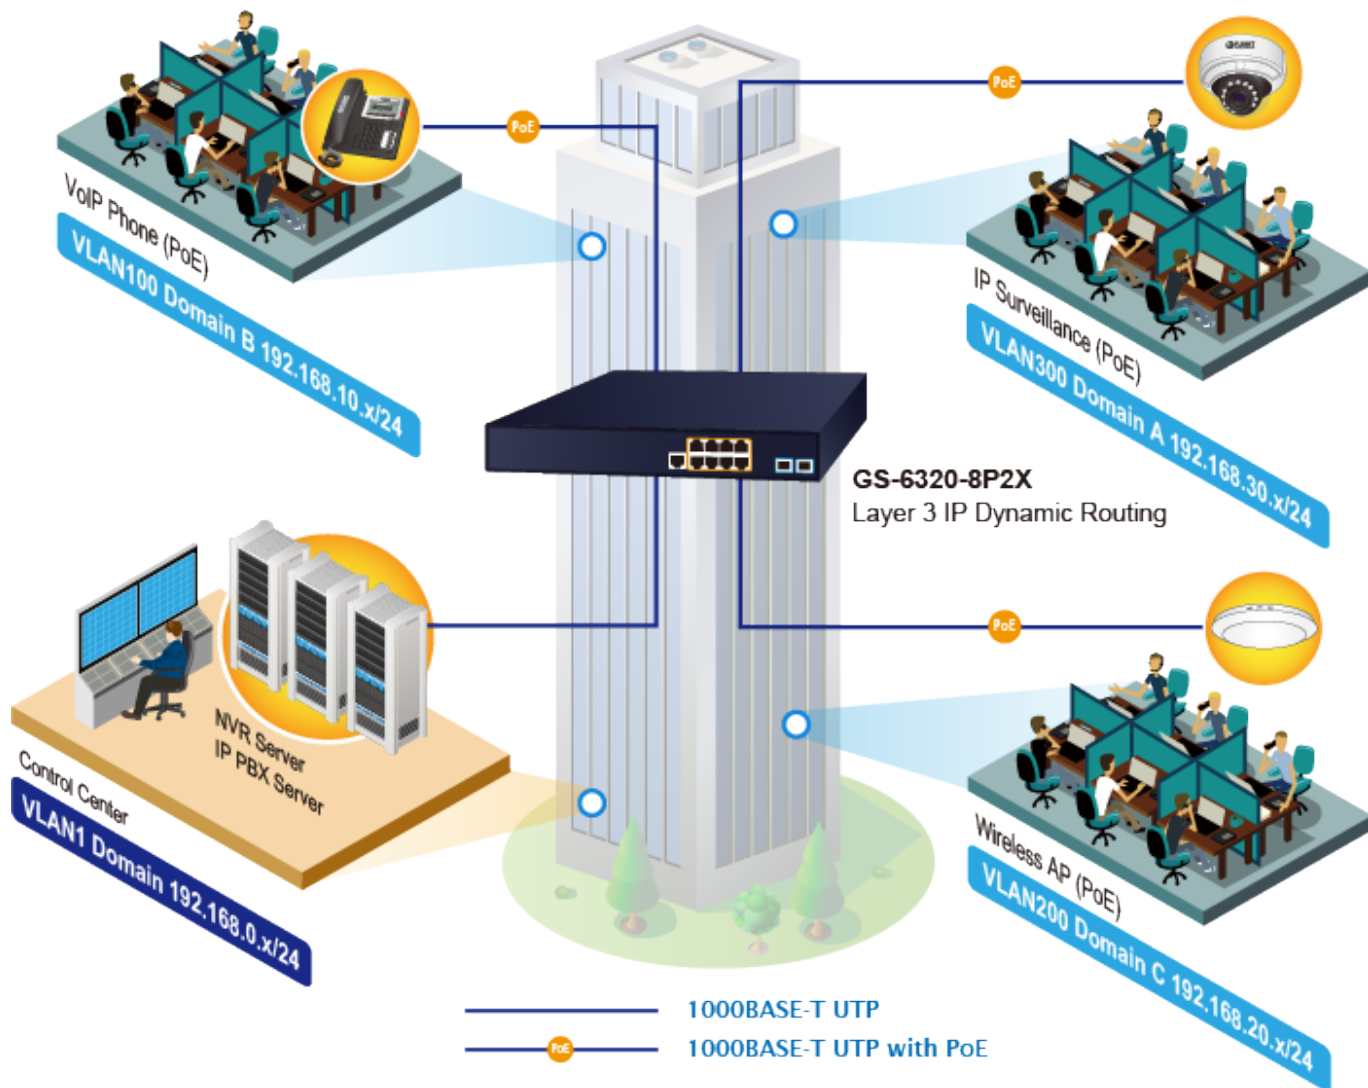 PoE
PoE
VoIP Phone (PoE)
VLAN100 Domain B 192.168.10.x/24
IP Surveillance (PoE)
VLAN300 Domain A 192.168.30.x/24
GS-6320-8P2X
Layer 3 IP Dynamic Routing
NVR Server
IP PBX Server
Control Center
VLAN1 Domain 192.168.0.x/24
PoE
Wireless AP (PoE)
VLAN200 Domain C 192.168.20.x/24
1000BASE-T UTP
PoE
1000BASE-T UTP with PoE